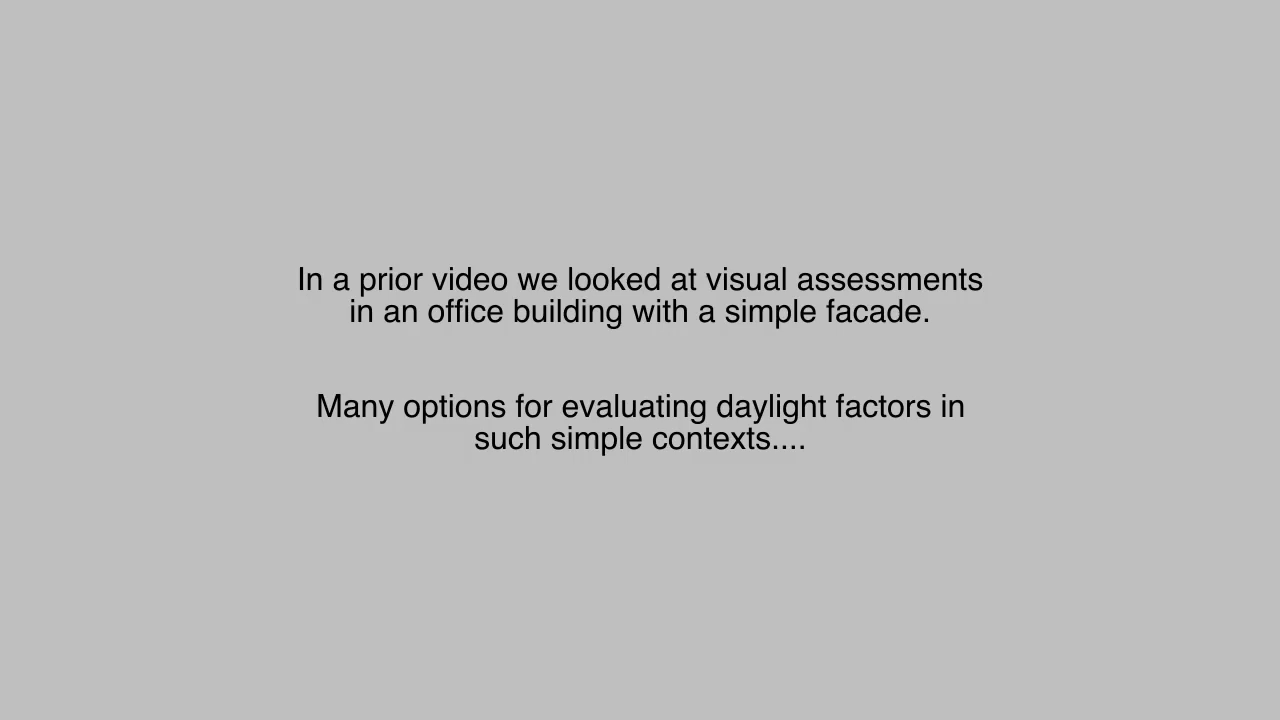 In a prior video we looked at visual assessments
in an office building with a simple facade.
Many options for evaluating daylight factors in
such simple contexts....